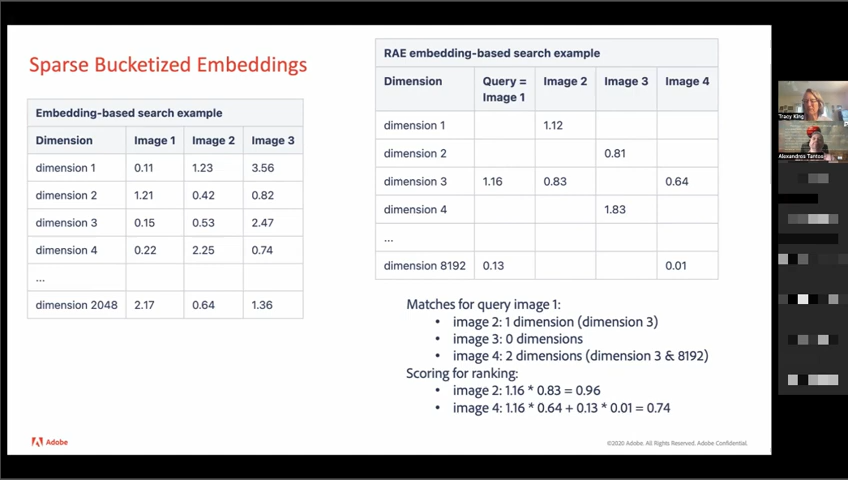 Sparse Bucketized Embeddings
Embedding-based search example
Dimension Image 1 Image 2 Image 3
dimension 1 0.11 1.23 3.56
dimension 2 1.21 0.42 0.82
dimension 3 0.15 0.53 2.47
dimension 4 0.22 2.25 0.74
...
dimension 2048 2.17 0.64 1.36
RAE embedding-based search example
Dimension Query = Image 2 Image 3 Image 4
Image 1
dimension 1 1.12
dimension 2 0.81
dimension 3 1.16 0.83 0.64
dimension 4 1.83
...
dimension 8192 0.13 0.01
Matches for query image 1:
• image 2: 1 dimension (dimension 3)
• image 3: 0 dimensions
• image 4: 2 dimensions (dimension 3 & 8192)
Scoring for ranking:
• image 2: 1.16 * 0.83 = 0.96
• image 4: 1.16 * 0.64 + 0.13 * 0.01 = 0.74
Adobe
©2020 Adobe. All Rights Reserved. Adobe Confidential.
Tracy King
Alexandros Tantos